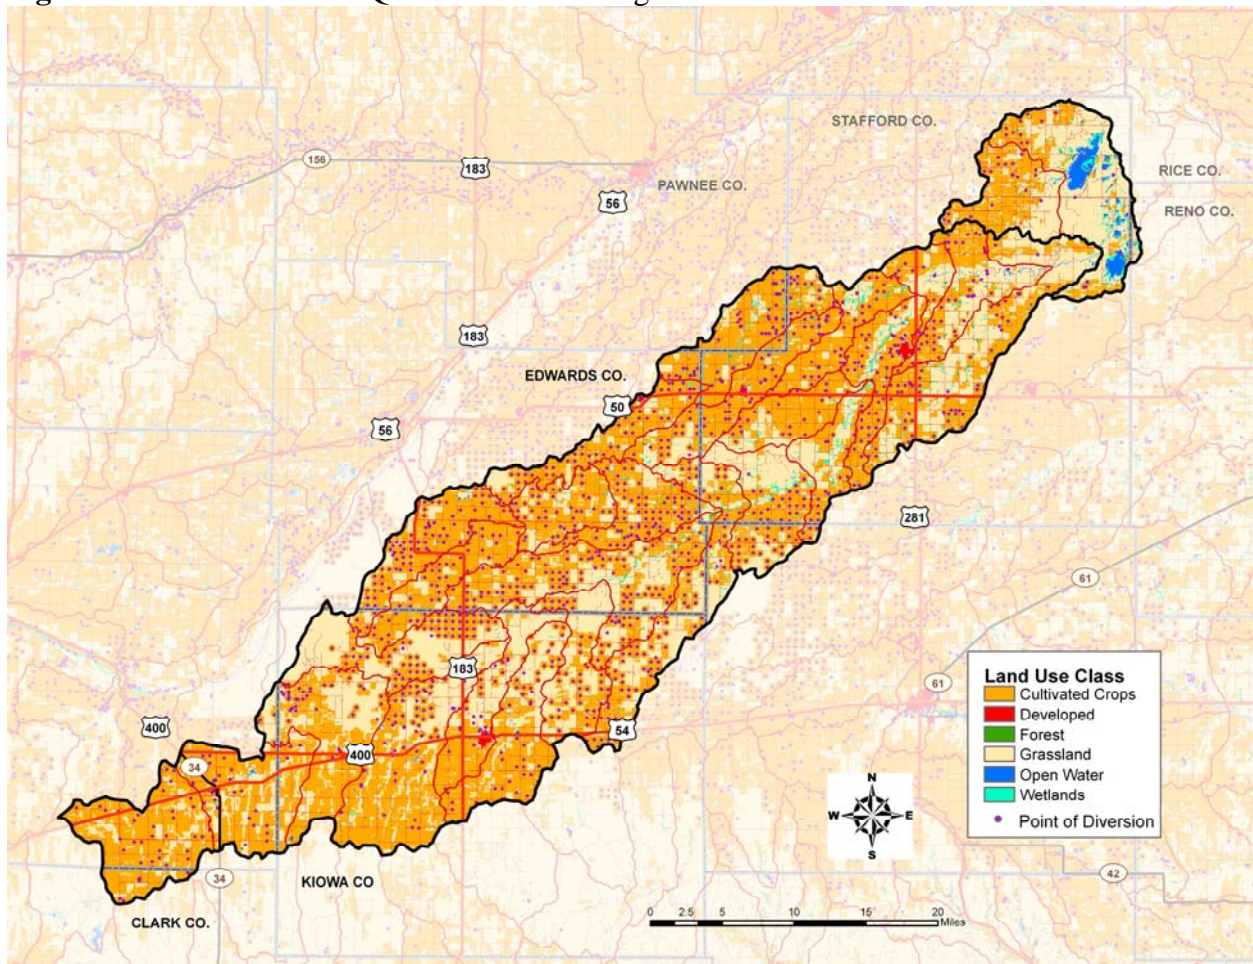 STAFFORD CO.
156
183
RICE CO.
PAWNEE CO.
56
RENO CO.
183
EDWARDS CO.
50
56
281
61
Land Use Class
183
61
Cultivated Crops
Developed
400
54
Forest
400
Grassland
34
Open Water
N
Wetlands
W E
Point of Diversion
S
34
42
KIOWA CO
0 2.5 5 10 15 20
Miles
CLARK CO.